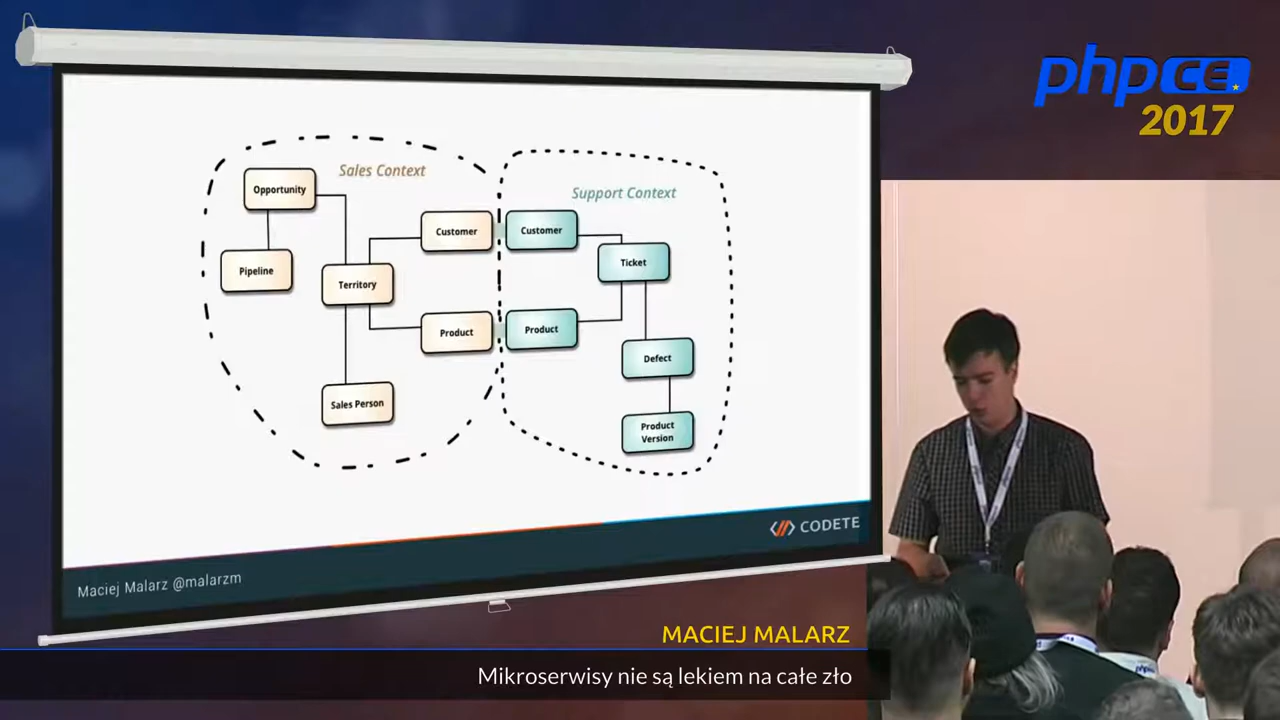 phpCE
2017
Sales Context
Opportunity
Support Context
Customer
Customer
Ticket
Pipeline
Territory
Product
Product
Defect
Sales Person
Product
Version
CODETE
Maciej Malarz @malarzm
MACIEJ MALARZ
Mikroserwisy nie są lekiem na całe zło